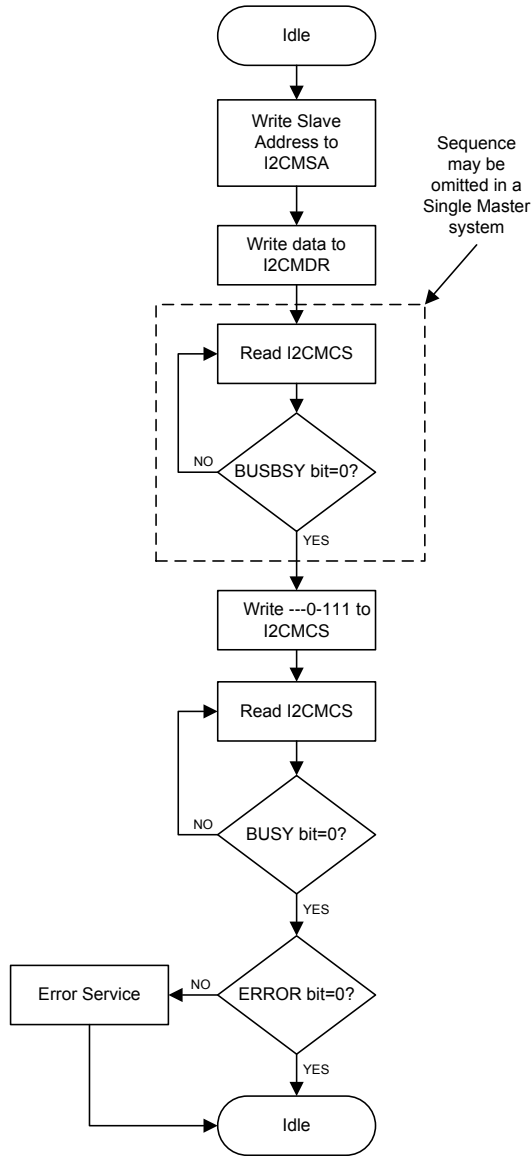 Idle
Write Slave
Address to
I2CMSA
Sequence
may be
omitted in a
Single Master
system
Write data to
I2CMDR
Read I2CMCS
BUSBSY bit=0?
NO
YES
Write ---0-111 to
I2CMCS
Read I2CMCS
BUSY bit=0?
NO
YES
ERROR bit=0?
NO
Error Service
YES
Idle